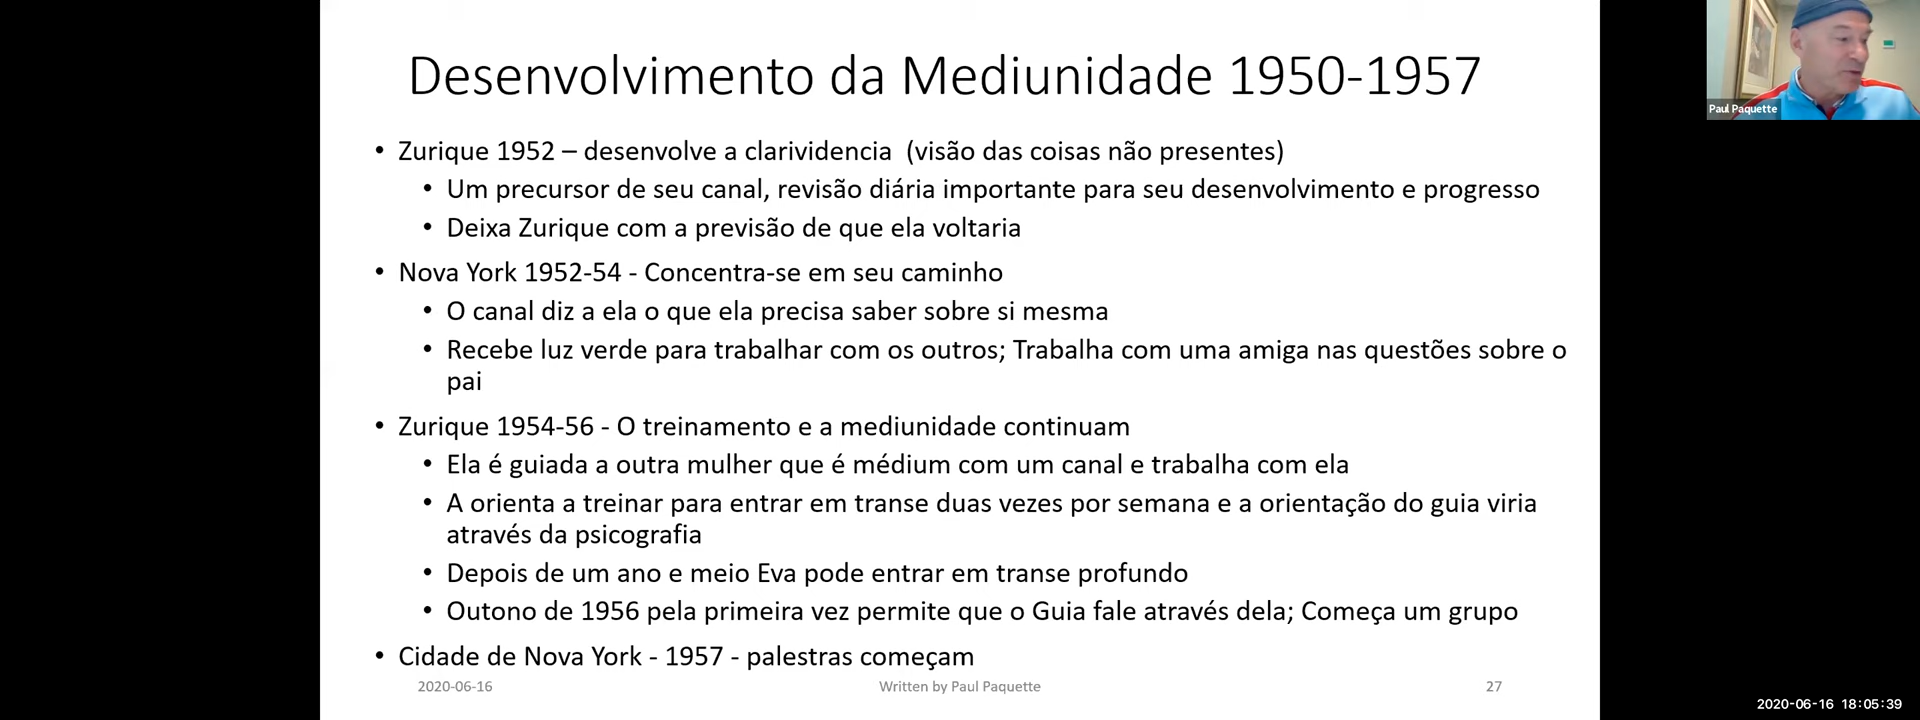 Desenvolvimento da Mediunidade 1950-1957
• Zurique 1952 – desenvolve a clarividencia (visão das coisas não presentes)
• Um precursor de seu canal, revisão diária importante para seu desenvolvimento e progresso
• Deixa Zurique com a previsão de que ela voltaria
• Nova York 1952-54 - Concentra-se em seu caminho
• O canal diz a ela o que ela precisa saber sobre si mesma
• Recebe luz verde para trabalhar com os outros; Trabalha com uma amiga nas questões sobre o
pai
• Zurique 1954-56 - O treinamento e a mediunidade continuam
• Ela é guiada a outra mulher que é médium com um canal e trabalha com ela
• A orienta a treinar para entrar em transe duas vezes por semana e a orientação do guia viria
através da psicografia
• Depois de um ano e meio Eva pode entrar em transe profundo
• Outono de 1956 pela primeira vez permite que o Guia fale através dela; Começa um grupo
• Cidade de Nova York - 1957 - palestras começam
2020-06-16
Written by Paul Paquette
27
Paul Paquette
2020-06-16 18:05:39